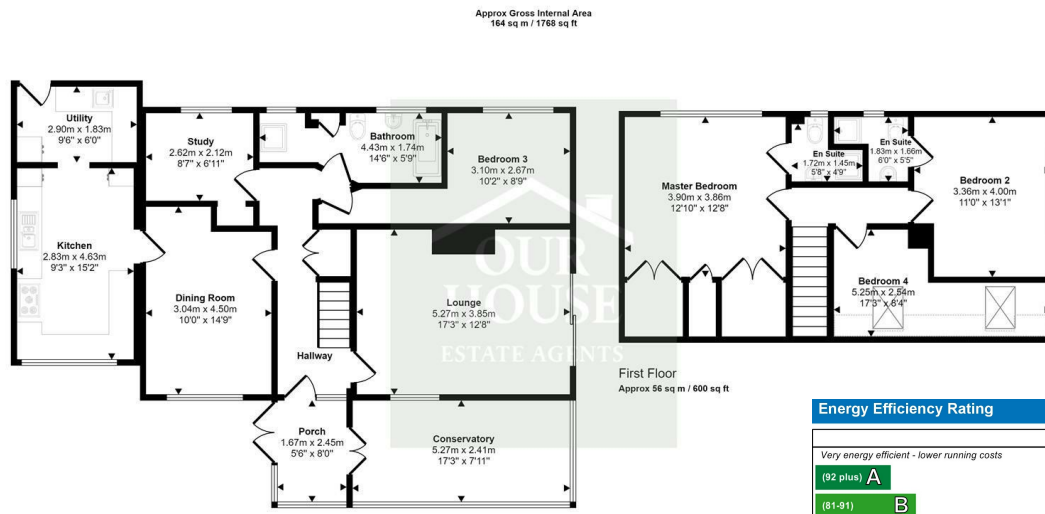 Approx Gross Internal Area
164 sq m / 1768 sq ft
Utility
2.90m x 1.83m
9'6" x 6'0"
Study
2.62m x 2.12m
8'7" x 6'11"
Bathroom
4.43m x 1.74m
14'6" x 5'9"
Bedroom 3
3.10m x 2.67m
10'2" x 8'9"
Kitchen
2.83m x 4.63m
9'3" x 15'2"
Dining Room
3.04m x 4.50m
10'0" x 14'9"
Lounge
5.27m x 3.85m
17'3" x 12'8"
Hallway
Porch
1.67m x 2.45m
5'6" x 8'0"
Conservatory
5.27m x 2.41m
17'3" x 7'11"
OUR
HOUSE
ESTATE AGENTS
Master Bedroom
3.90m x 3.86m
12'10" x 12'8"
En Suite
1.72m x 1.45m
5'8" x 4'9"
En Suite
1.83m x 1.66m
6'0" x 5'5"
Bedroom 2
3.36m x 4.00m
11'0" x 13'1"
Bedroom 4
5.25m x 2.54m
17'3" x 8'4"
First Floor
Approx 56 sq m / 600 sq ft
Energy Efficiency Rating
Very energy efficient - lower running costs
(92 plus) A
(81-91) B